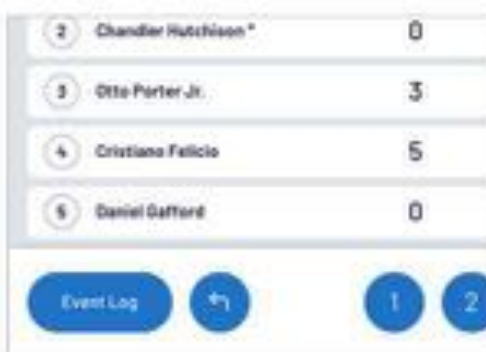 2 Chandler Hutchison * 0
3 Otto Porter Jr. 3
4 Cristiano Felicio 5
5 Daniel Gafford 0
Event Log 1 2